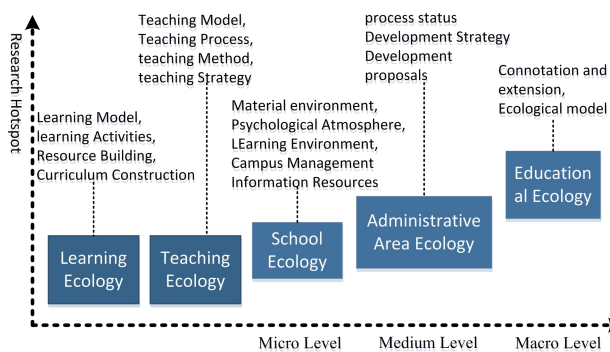 Research Hotspot
Learning Model,
learning Activities,
Resource Building,
Curriculum Construction
Learning
Ecology
Teaching Model,
Teaching Process,
teaching Method,
teaching Strategy
Teaching
Ecology
Material environment,
Psychological Atmosphere,
LEarning Environment,
Campus Management
Information Resources
School
Ecology
process status
Development Strategy
Development
proposals
Administrative
Area Ecology
Connotation and
extension,
Ecological model
Education
al Ecology
Micro Level
Medium Level
Macro Level